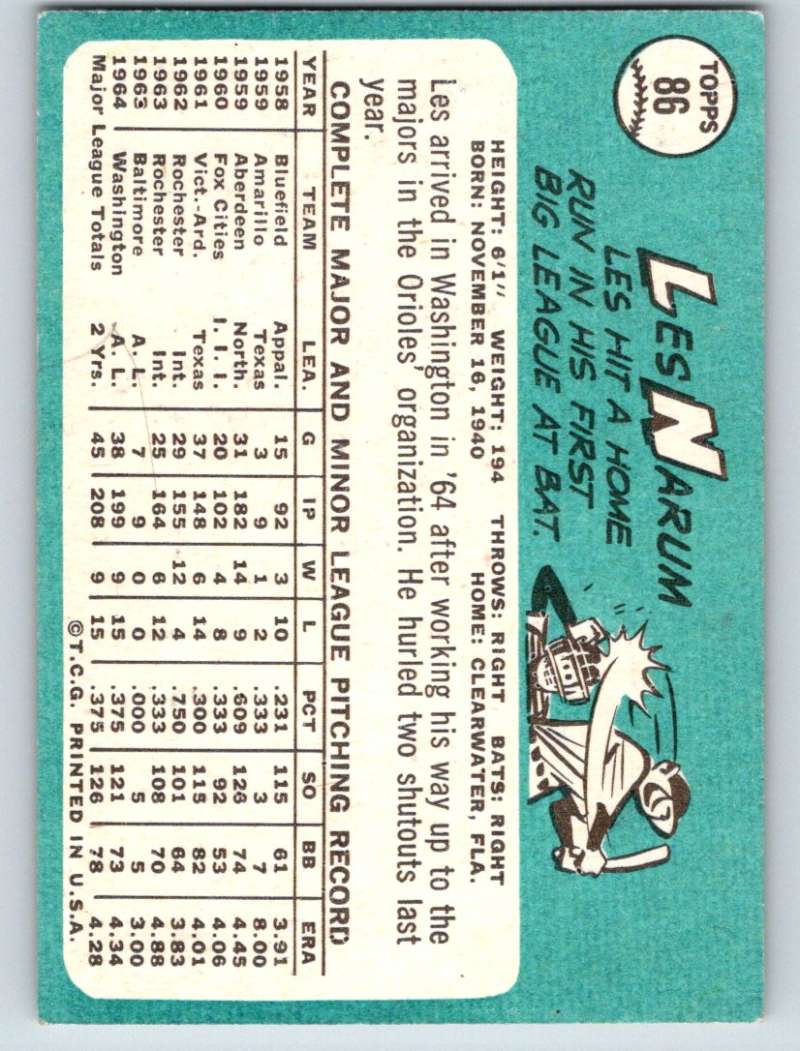 TOPPS
86
LES NARUM
LES HIT A HOME
RUN IN HIS FIRST
BIG LEAGUE AT BAT.
HEIGHT: 6'1" WEIGHT: 194 THROWS: RIGHT BATS: RIGHT
BORN: NOVEMBER 16, 1940 HOME: CLEARWATER, FLA.
Les arrived in Washington in '64 after working his way up to the
majors in the Orioles' organization. He hurled two shutouts last
year.
COMPLETE MAJOR AND MINOR LEAGUE PITCHING RECORD
YEAR TEAM LEA. G IP W L PCT SO BB ERA
1958 Bluefield Appal. 15 92 3 10 .231 115 61 3.91
1959 Amarillo Texas 3 9 1 2 .333 3 7 8.00
1959 Aberdeen North. 31 182 14 9 .609 126 74 4.45
1960 Fox Cities I. I. I. 20 102 4 8 .333 92 53 4.06
1961 Vict.-Ard. Texas 37 148 6 14 .300 115 82 4.01
1962 Rochester Int. 29 155 12 4 .750 101 64 3.83
1963 Rochester Int. 25 164 6 12 .333 108 70 4.88
1963 Baltimore A. L. 7 9 0 0 .000 5 5 3.00
1964 Washington A. L. 38 199 9 15 .375 121 73 4.34
Major League Totals 2 Yrs. 45 208 9 15 .375 126 78 4.28
©T.C.G. PRINTED IN U.S.A.